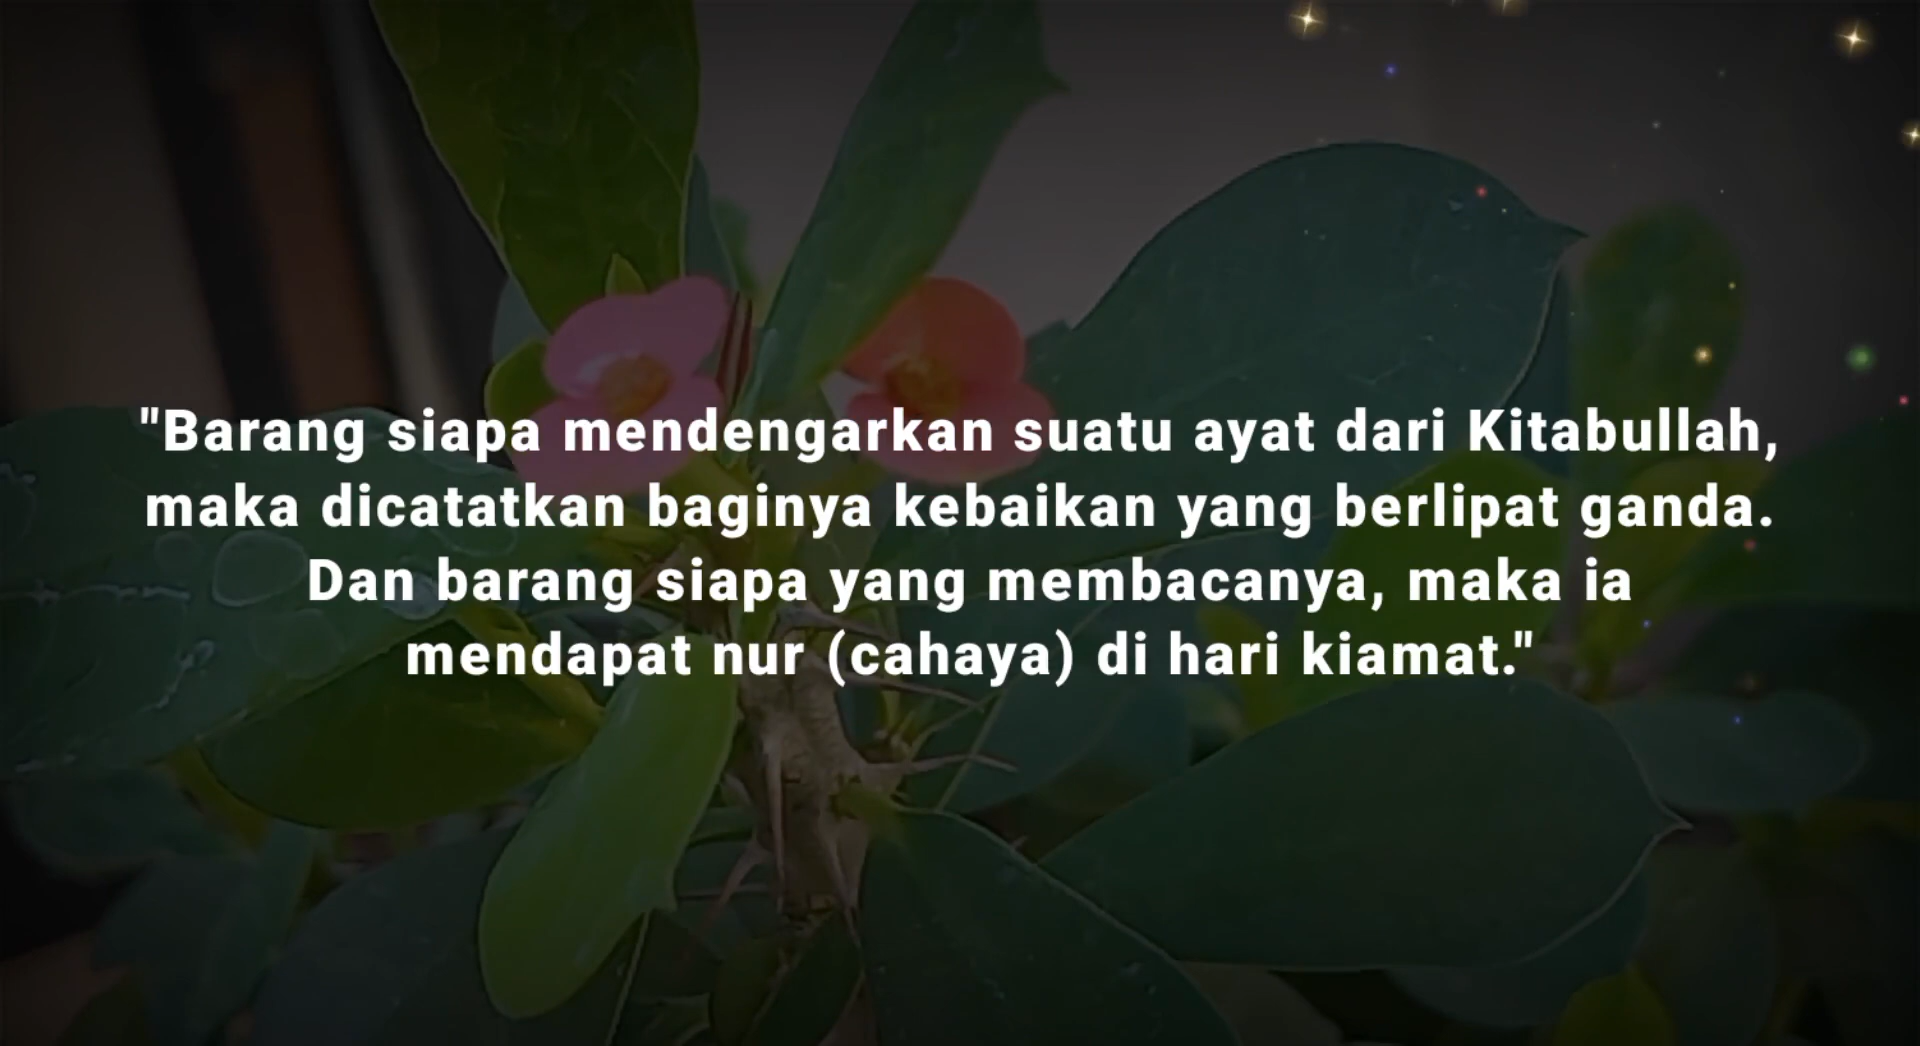 "Barang siapa mendengarkan suatu ayat dari Kitabullah,
maka dicatatkan baginya kebaikan yang berlipat ganda.
Dan barang siapa yang membacanya, maka ia
mendapat nur (cahaya) di hari kiamat."